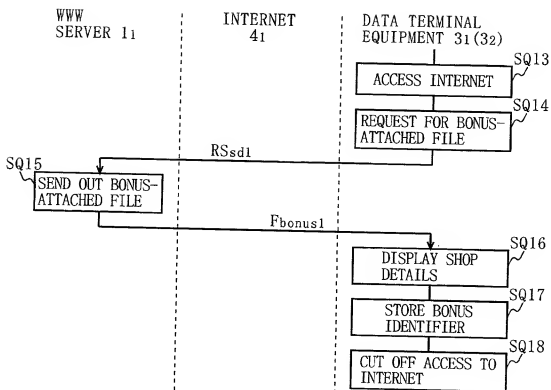 WWW
SERVER 11
INTERNET
41
DATA TERMINAL
EQUIPMENT 31(32)
SQ13
ACCESS INTERNET
SQ14
REQUEST FOR BONUS-
ATTACHED FILE
RSsd1
SQ15
SEND OUT BONUS-
ATTACHED FILE
Fbonus1
SQ16
DISPLAY SHOP
DETAILS
SQ17
STORE BONUS
IDENTIFIER
SQ18
CUT OFF ACCESS TO
INTERNET